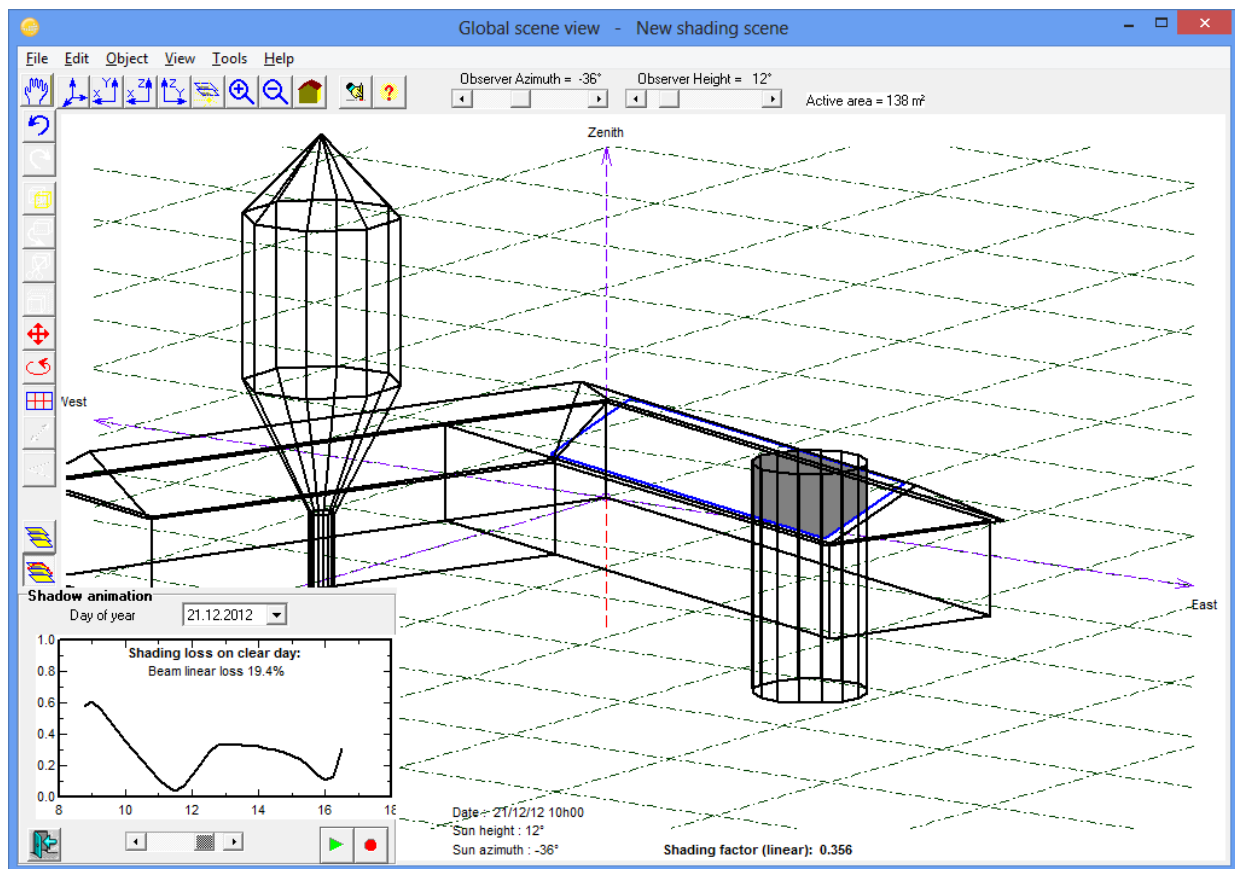 Global scene view - New shading scene
File Edit Object View Tools Help
Observer Azimuth = -36° Observer Height = 12°
Active area = 138 m²
Zenith
West
East
Shadow animation
Day of year 21.12.2012
1.0
0.8
0.6
0.4
0.2
0.0
Shading loss on clear day:
Beam linear loss 19.4%
8 10 12 14 16 18
Date : 21/12/12 10h00
Sun height : 12°
Sun azimuth : -36° Shading factor (linear): 0.356